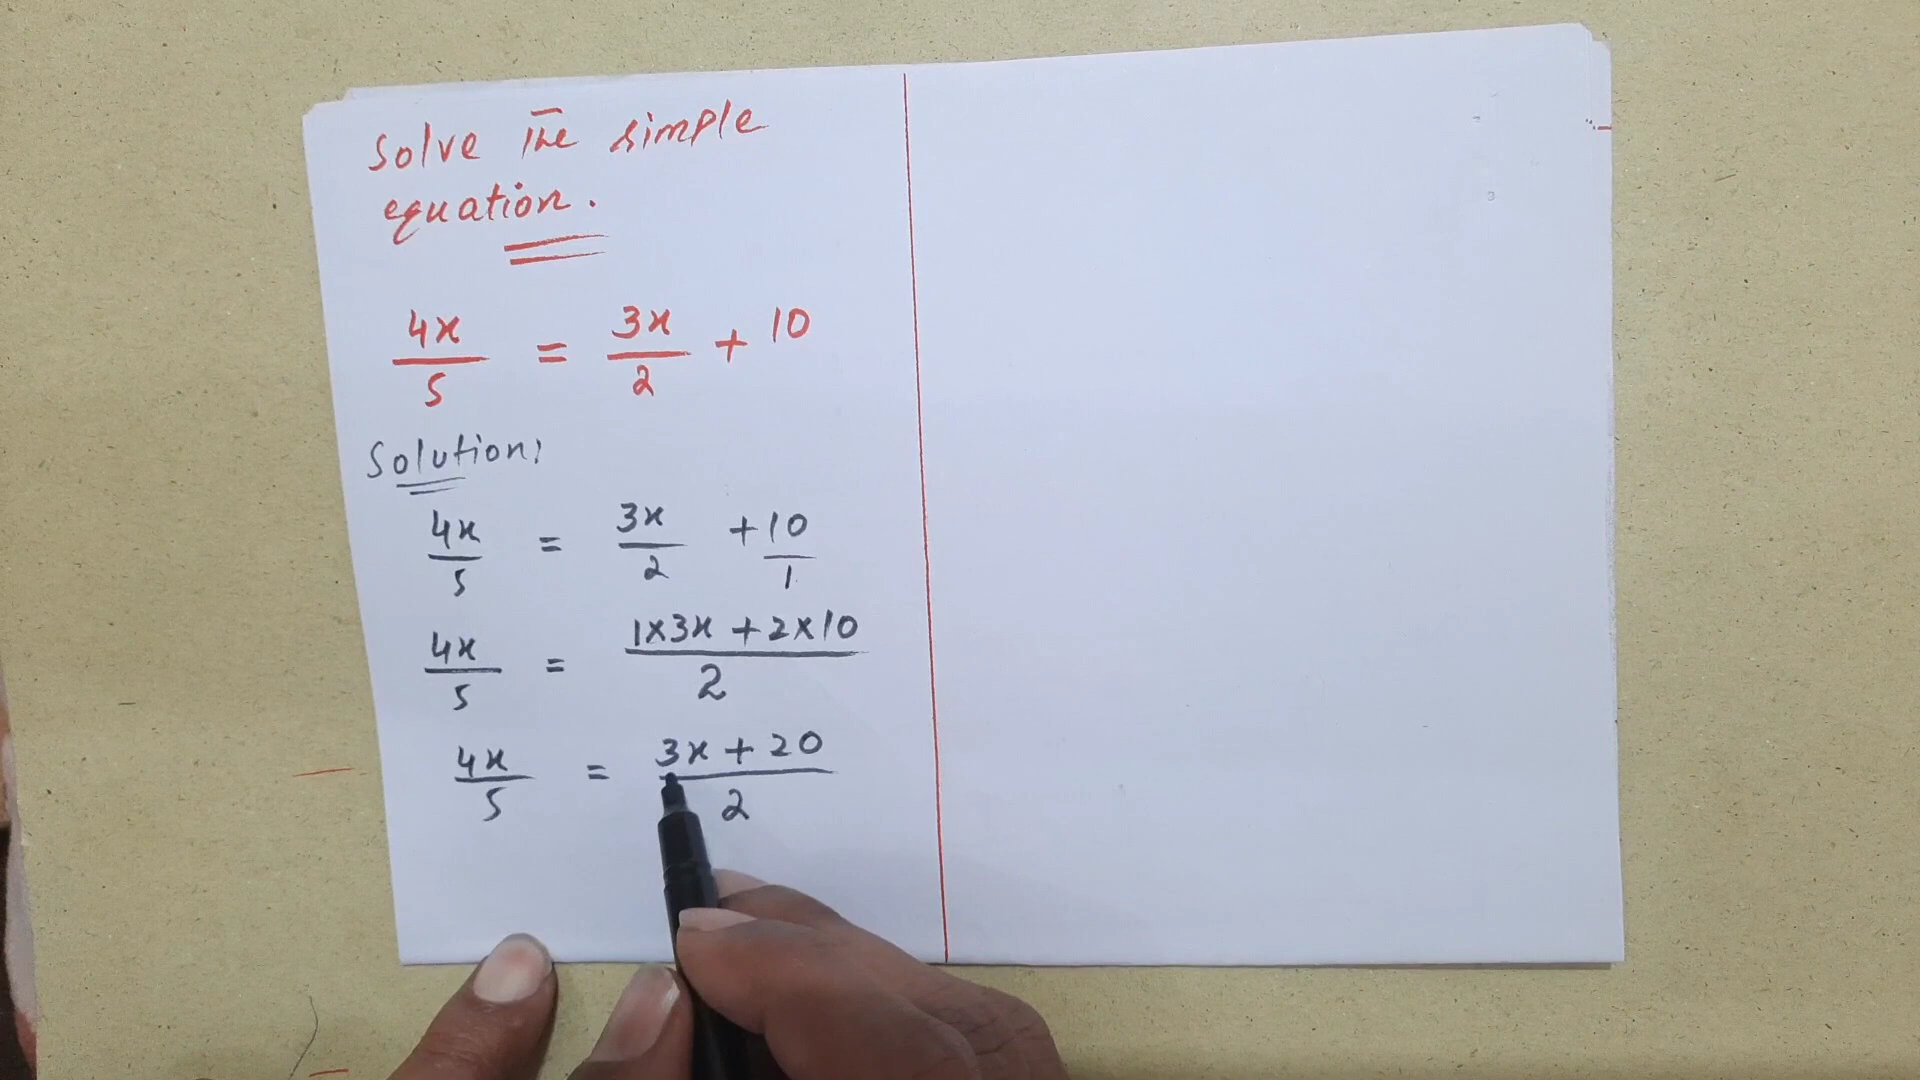 Solve the simple
equation.
4x/5 = 3x/2 + 10
Solution:
4x/5 = 3x/2 + 10/1
4x/5 = 1×3x + 2×10/2
4x/5 = 3x + 20/2